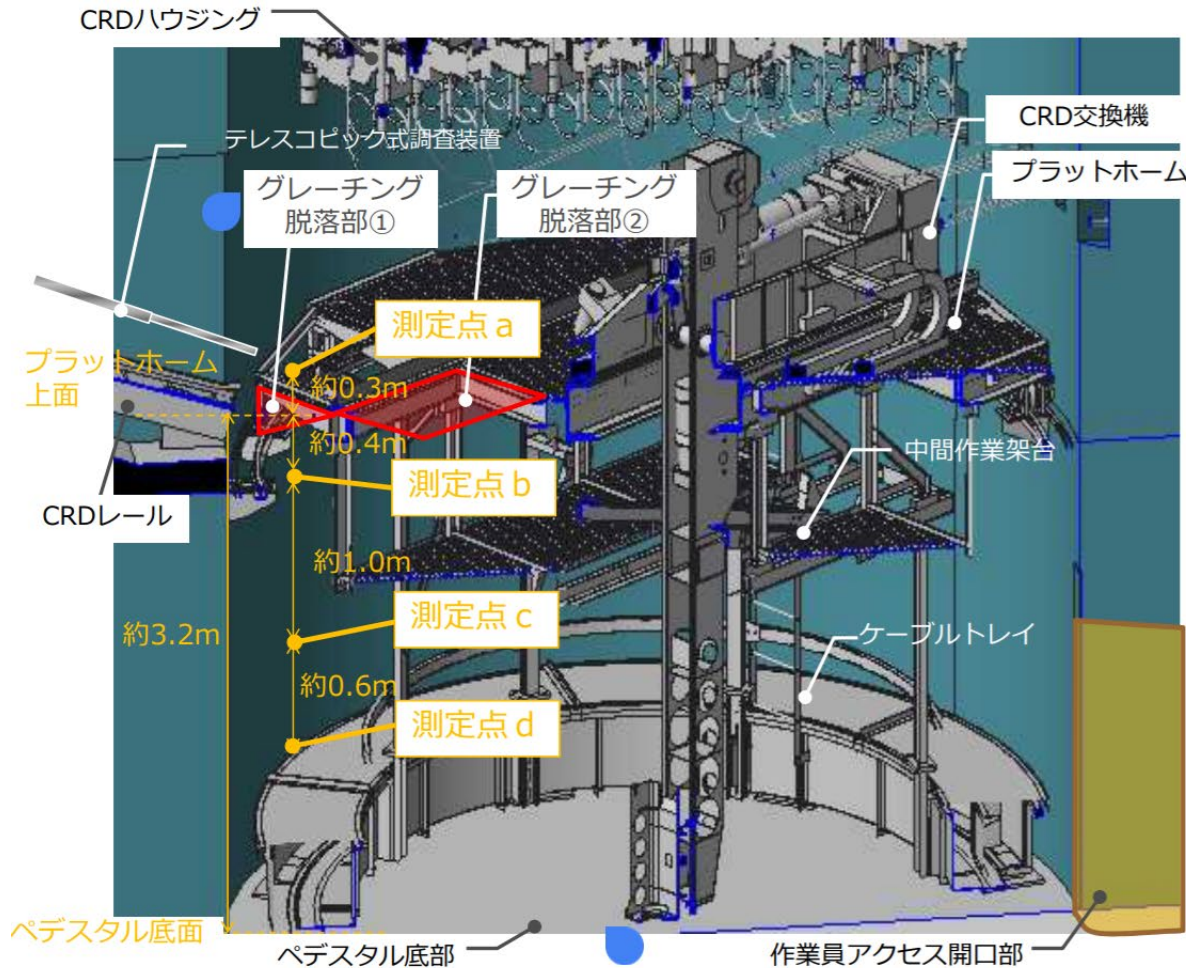 CRDハウジング
テレスコピック式調査装置
CRD交換機
プラットホーム
グレーチング
脱落部①
グレーチング
脱落部②
測定点a
プラットホーム
上面
約0.3m
約0.4m
測定点b
中間作業架台
CRDレール
約1.0m
測定点c
約3.2m
ケーブルトレイ
約0.6m
測定点d
ペデスタル底面
ペデスタル底部
作業員アクセス開口部